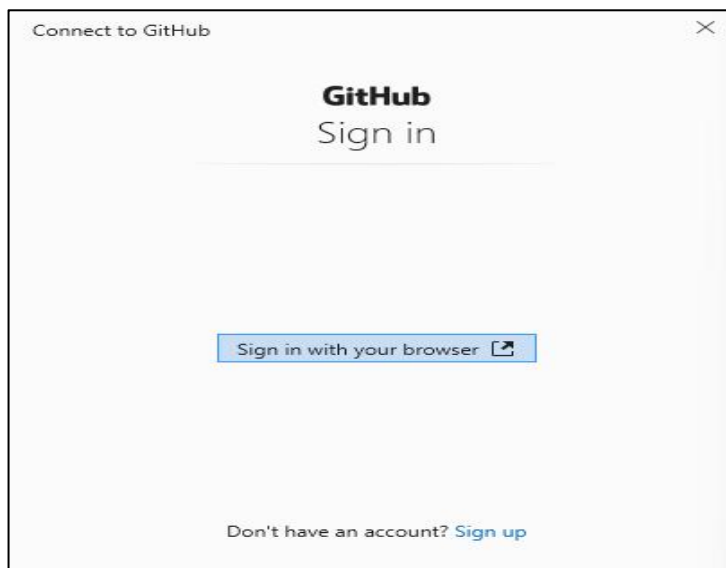 Connect to GitHub
GitHub
Sign in
Sign in with your browser
Don't have an account? Sign up